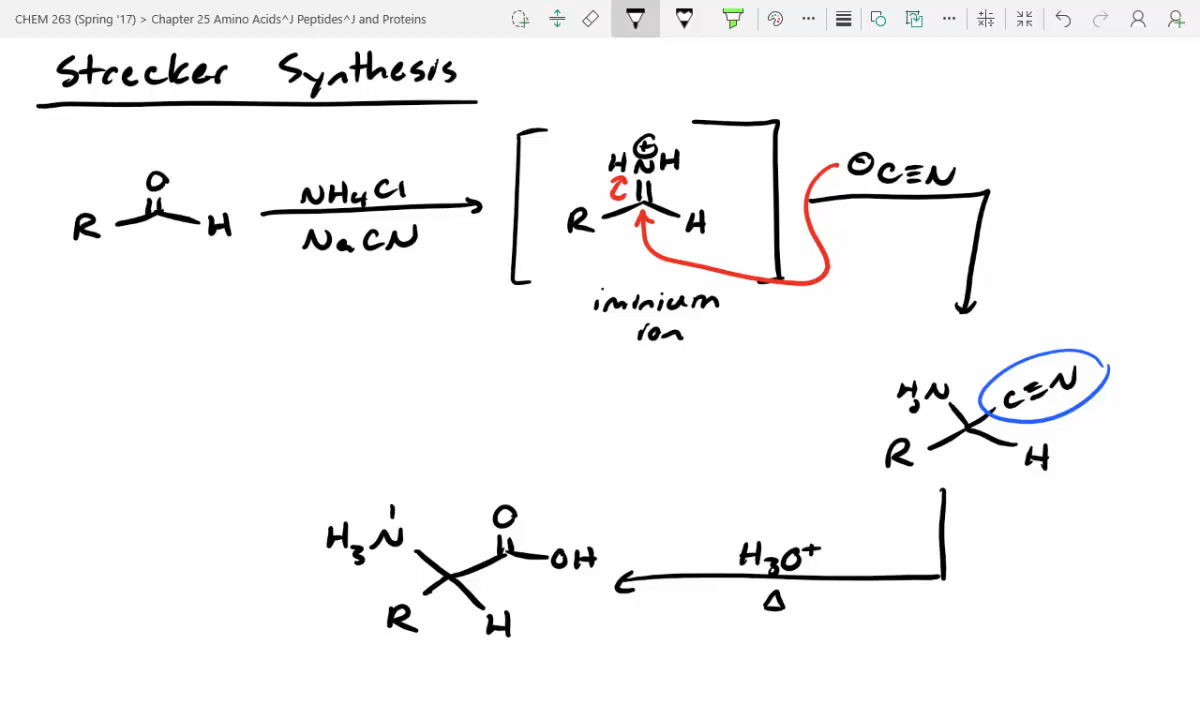 CHEM 263 (Spring '17) > Chapter 25 Amino Acids^J Peptides^J and Proteins
Strecker Synthesis
O
R H
NH4Cl
NaCN
⊕
H N H
R H
iminium
ion
⊖C≡N
H2N C≡N
R H
H3O+
Δ
H3N O
OH
R H